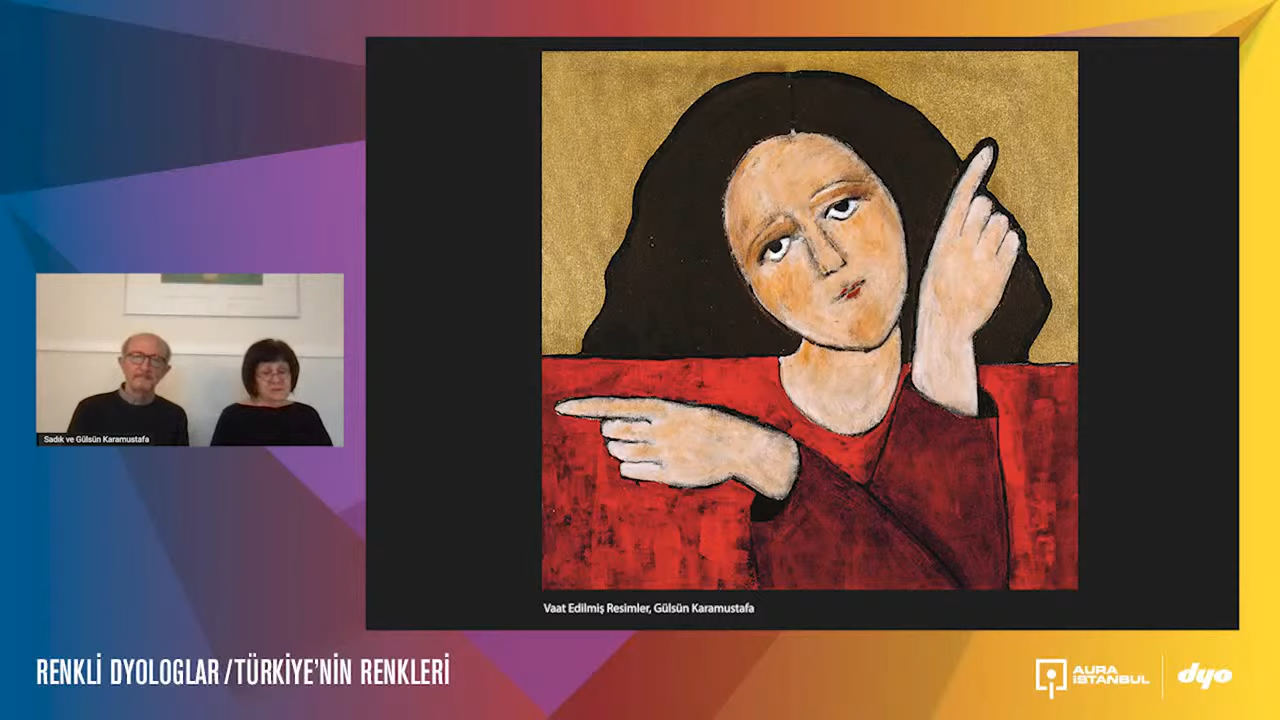 Sadık ve Gülsün Karamustafa
Vaat Edilmiş Resimler, Gülsün Karamustafa
RENKLİ DYOLOGLAR / TÜRKİYE'NİN RENKLERİ
AURA
İSTANBUL
dyo